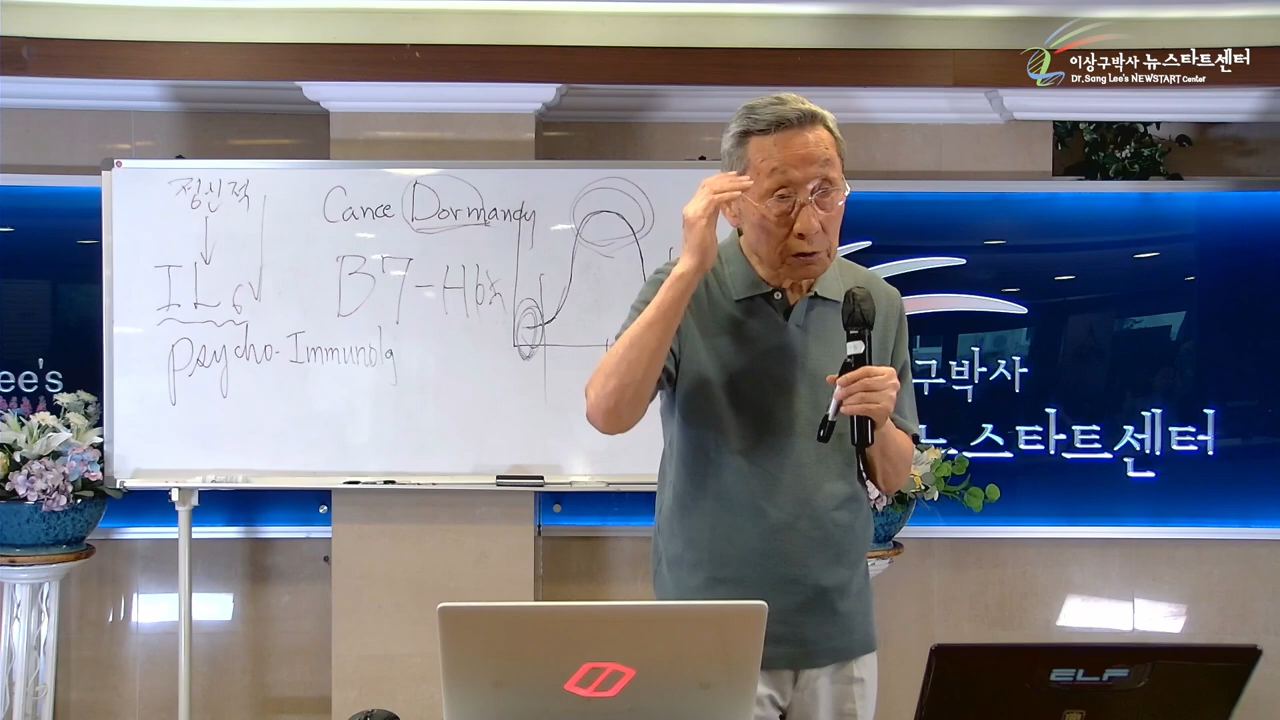 이상구박사 뉴스타트센터
Dr. Sang Lee's NEWSTART Center
정신적
IL6
Psycho-Immunolg
Cance Dormandy
B7-H6
ee's
구박사
뉴스타트센터
ELF